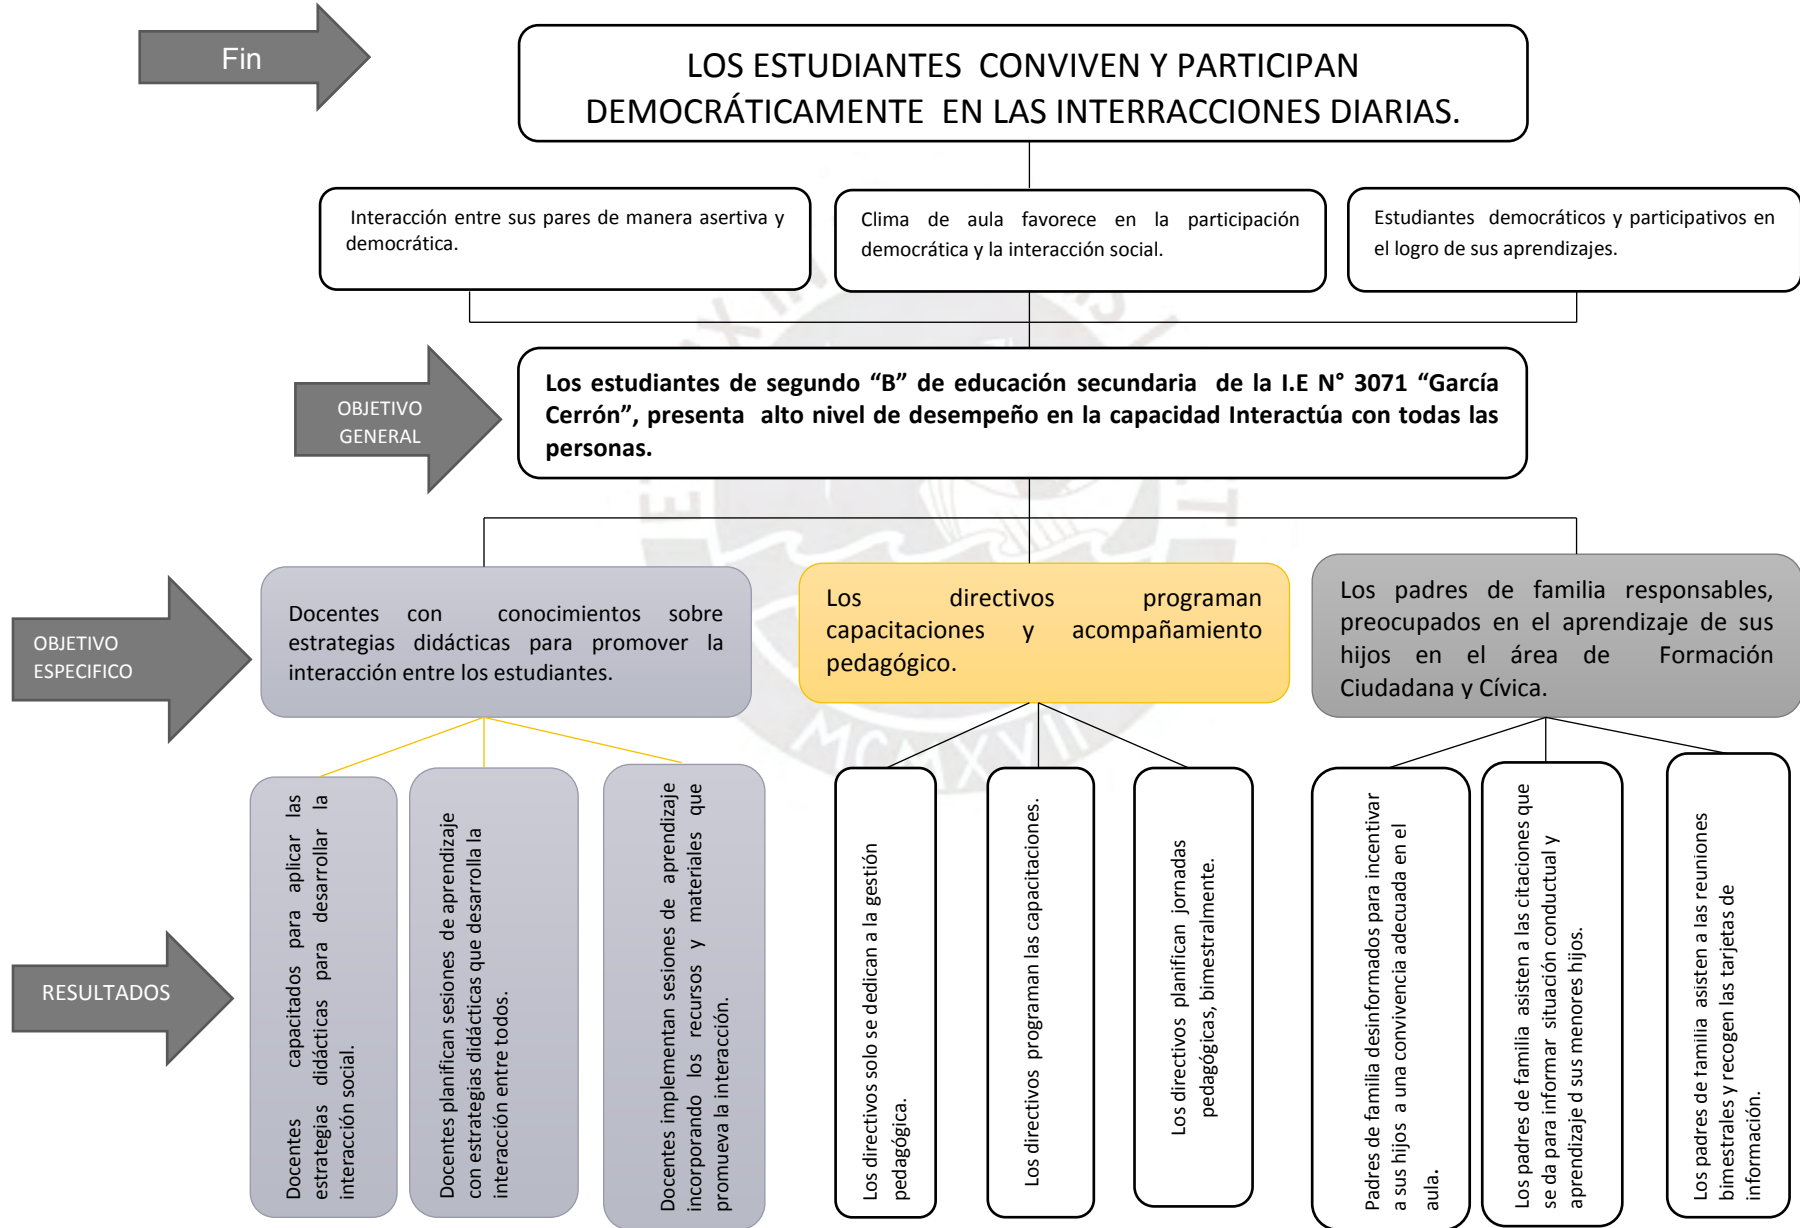 Fin
LOS ESTUDIANTES CONVIVEN Y PARTICIPAN
DEMOCRÁTICAMENTE EN LAS INTERRACCIONES DIARIAS.
Interacción entre sus pares de manera asertiva y
democrática.
Clima de aula favorece en la participación
democrática y la interacción social.
Estudiantes democráticos y participativos en
el logro de sus aprendizajes.
OBJETIVO
GENERAL
Los estudiantes de segundo “B” de educación secundaria de la I.E N° 3071 “García
Cerrón”, presenta alto nivel de desempeño en la capacidad Interactúa con todas las
personas.
OBJETIVO
ESPECIFICO
Docentes con conocimientos sobre
estrategias didácticas para promover la
interacción entre los estudiantes.
Los directivos programan
capacitaciones y acompañamiento
pedagógico.
Los padres de familia responsables,
preocupados en el aprendizaje de sus
hijos en el área de Formación
Ciudadana y Cívica.
RESULTADOS
Docentes capacitados para aplicar las
estrategias didácticas para desarrollar la
interacción social.
Docentes planifican sesiones de aprendizaje
con estrategias didácticas que desarrolla la
interacción entre todos.
Docentes implementan sesiones de aprendizaje
incorporando los recursos y materiales que
promueva la interacción.
Los directivos solo se dedican a la gestión
pedagógica.
Los directivos programan las capacitaciones.
Los directivos planifican jornadas
pedagógicas, bimestralmente.
Padres de familia desinformados para incentivar
a sus hijos a una convivencia adecuada en el
aula.
Los padres de familia asisten a las citaciones que
se da para informar situación conductual y
aprendizaje d sus menores hijos.
Los padres de familia asisten a las reuniones
bimestrales y recogen las tarjetas de
información.
MCMXVII